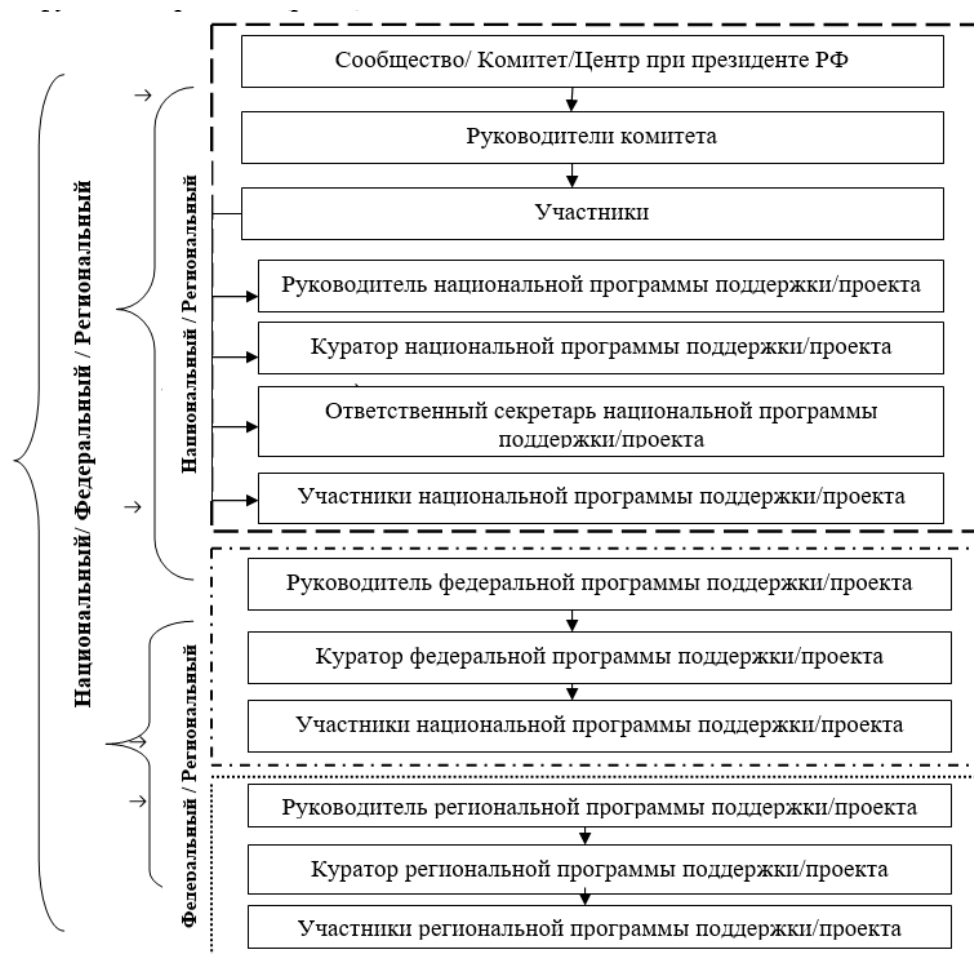 Сообщество/ Комитет/Центр при президенте РФ
Руководители комитета
Участники
Руководитель национальной программы поддержки/проекта
Куратор национальной программы поддержки/проекта
Ответственный секретарь национальной программы
поддержки/проекта
Участники национальной программы поддержки/проекта
Руководитель федеральной программы поддержки/проекта
Куратор федеральной программы поддержки/проекта
Участники национальной программы поддержки/проекта
Руководитель региональной программы поддержки/проекта
Куратор региональной программы поддержки/проекта
Участники региональной программы поддержки/проекта
Национальный/ Федеральный / Региональный
Национальный / Региональный
Федеральный / Региональный